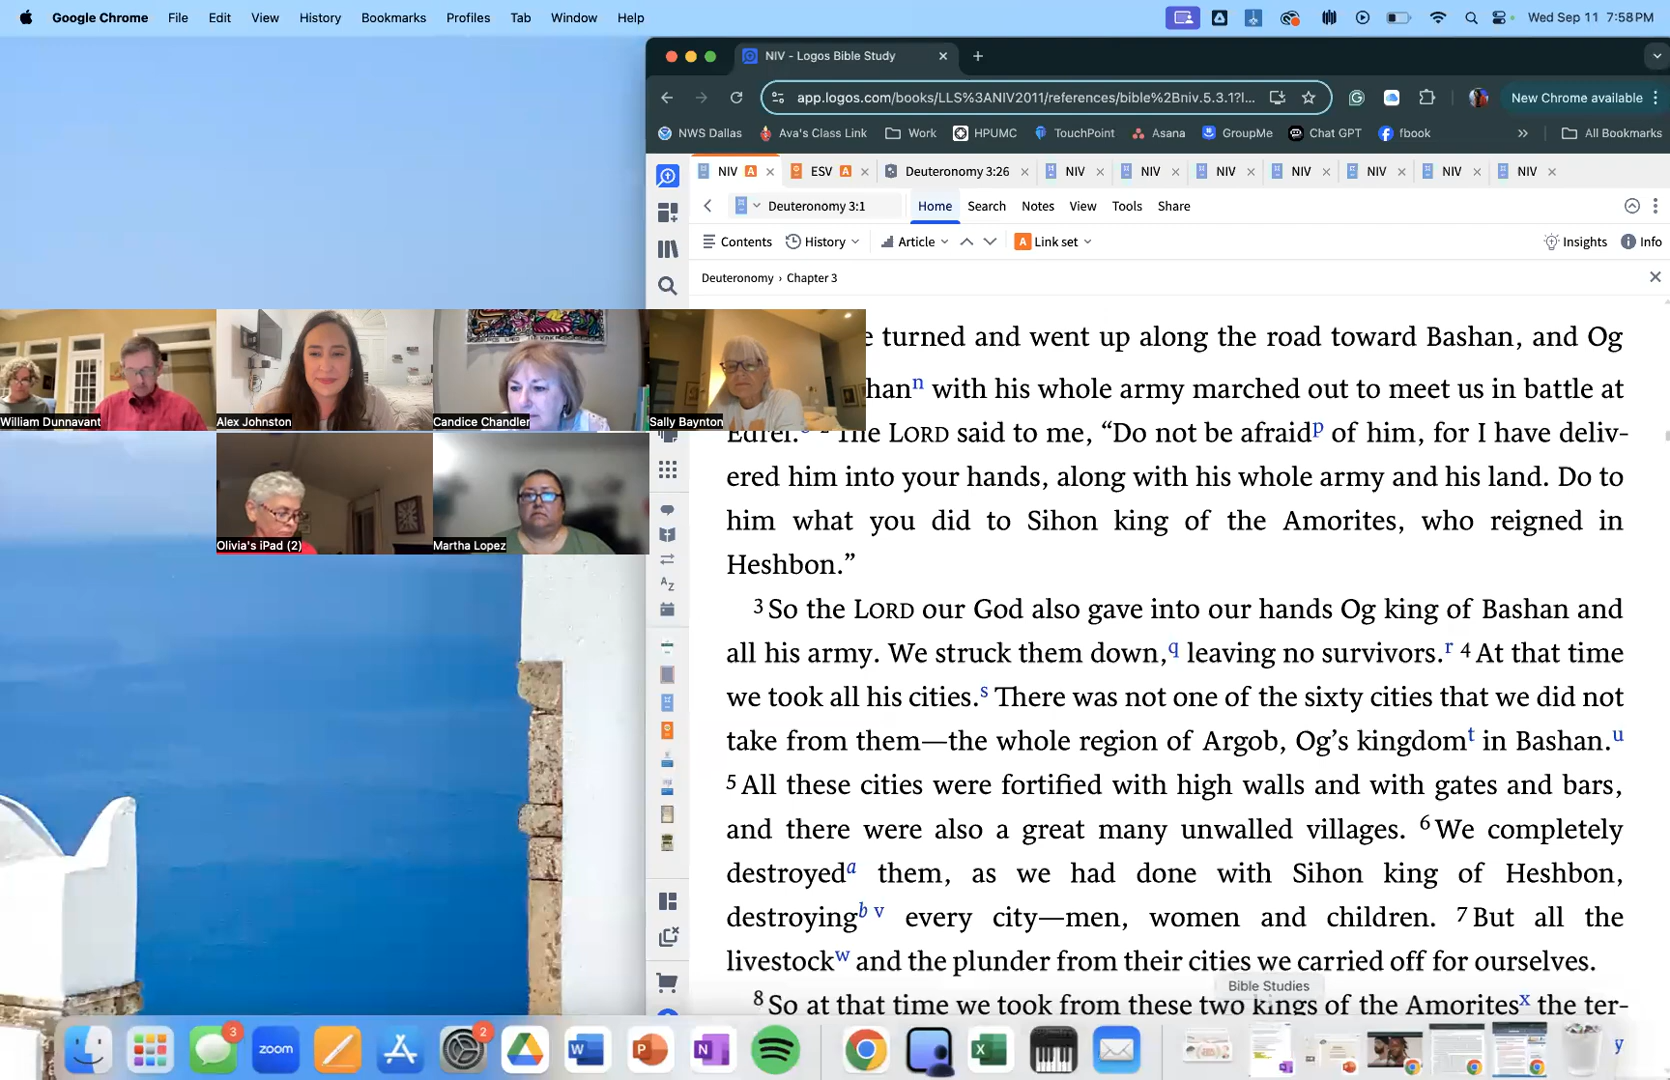 Google Chrome File Edit View History Bookmarks Profiles Tab Window Help Wed Sep 11 7:58 PM
NIV - Logos Bible Study
app.logos.com/books/LLS%3ANIV2011/references/bible%2Bniv.5.3.1?l... New Chrome available
NWS Dallas Ava's Class Link Work HPUMC TouchPoint Asana GroupMe Chat GPT fbook » All Bookmarks
NIV A ESV A Deuteronomy 3:26 NIV NIV NIV NIV NIV NIV NIV
Deuteronomy 3:1 Home Search Notes View Tools Share
Contents History Article A Link set Insights Info
Deuteronomy › Chapter 3
William Dunnavant Alex Johnston Candice Chandler Sally Baynton
Olivia's iPad (2) Martha Lopez
e turned and went up along the road toward Bashan, and Og
han n with his whole army marched out to meet us in battle at
Edrei. 2 The LORD said to me, “Do not be afraid p of him, for I have deliv-
ered him into your hands, along with his whole army and his land. Do to
him what you did to Sihon king of the Amorites, who reigned in
Heshbon.”
3 So the LORD our God also gave into our hands Og king of Bashan and
all his army. We struck them down, q leaving no survivors. r 4 At that time
we took all his cities. s There was not one of the sixty cities that we did not
take from them—the whole region of Argob, Og’s kingdom t in Bashan. u
5 All these cities were fortified with high walls and with gates and bars,
and there were also a great many unwalled villages. 6 We completely
destroyed a them, as we had done with Sihon king of Heshbon,
destroying b v every city—men, women and children. 7 But all the
livestock w and the plunder from their cities we carried off for ourselves.
Bible Studies
8 So at that time we took from these two kings of the Amorites x the ter-
y
3 zoom 2 W P N X